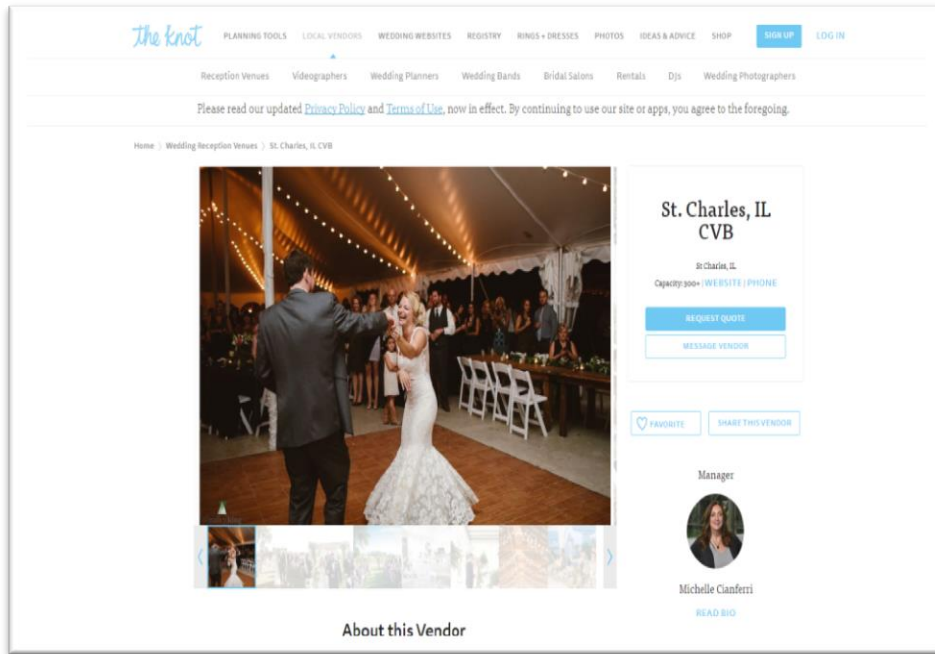 the knot
PLANNING TOOLS LOCAL VENDORS WEDDING WEBSITES REGISTRY RINGS + DRESSES PHOTOS IDEAS & ADVICE SHOP SIGN UP LOG IN
Reception Venues Videographers Wedding Planners Wedding Bands Bridal Salons Rentals DJs Wedding Photographers
Please read our updated Privacy Policy and Terms of Use, now in effect. By continuing to use our site or apps, you agree to the foregoing.
Home > Wedding Reception Venues > St. Charles, IL CVB
St. Charles, IL
CVB
St Charles, IL
Capacity: 300+ | WEBSITE | PHONE
REQUEST QUOTE
MESSAGE VENDOR
FAVORITE
SHARE THIS VENDOR
Manager
Michelle Cianferri
READ BIO
About this Vendor